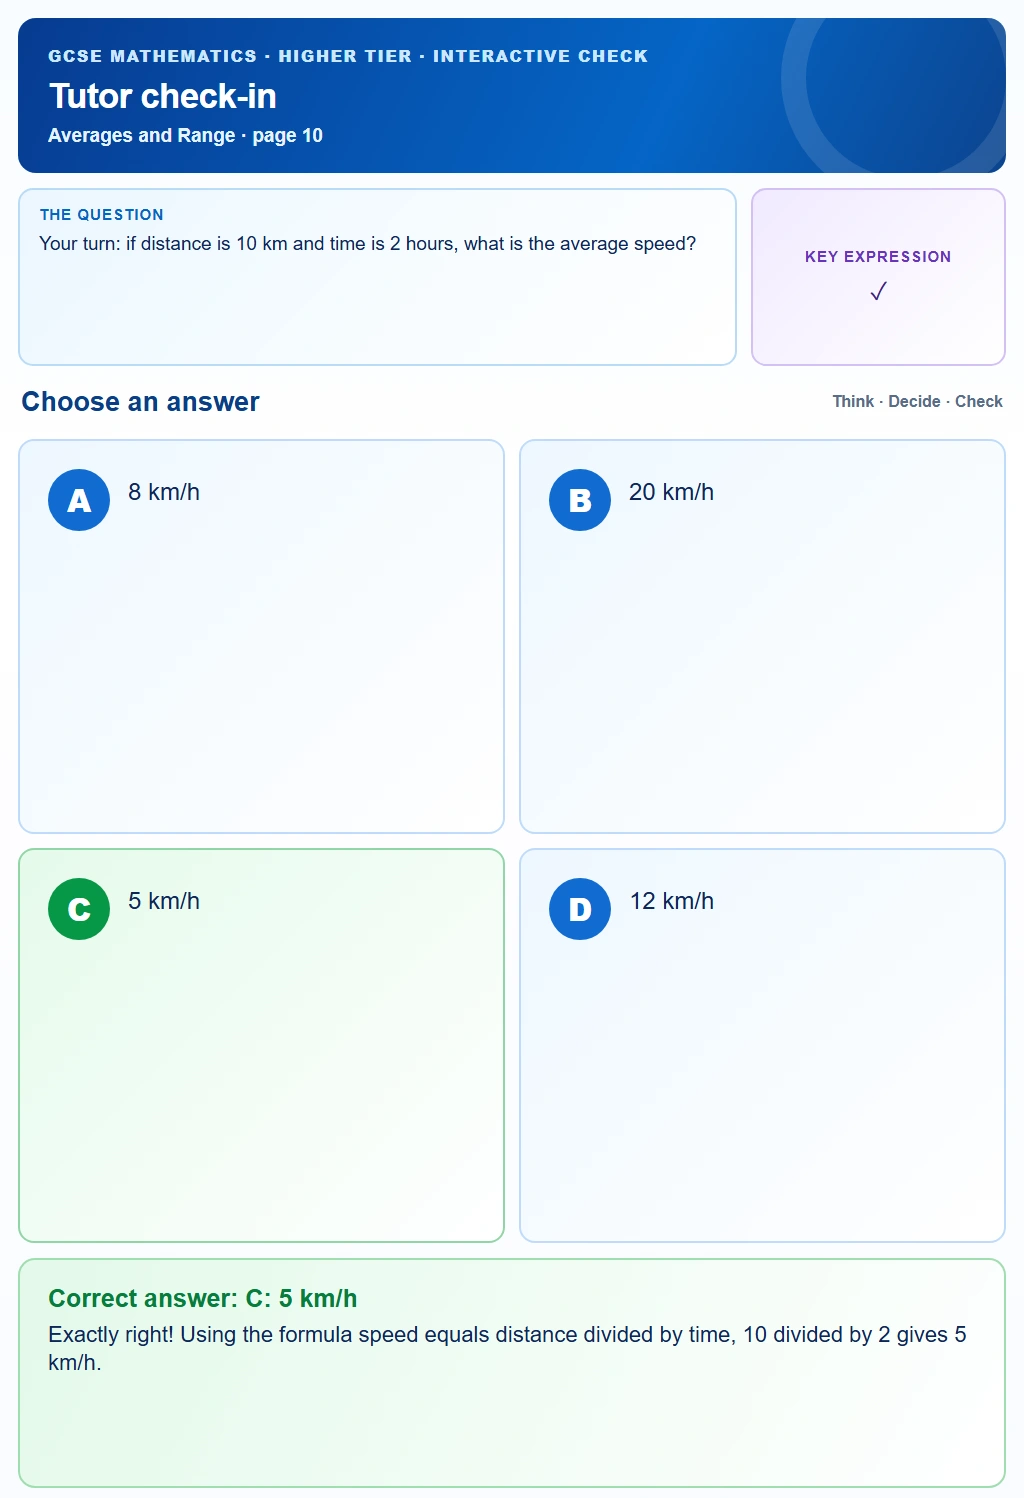 GCSE MATHEMATICS · HIGHER TIER · INTERACTIVE CHECK
Tutor check-in
Averages and Range · page 10
THE QUESTION
Your turn: if distance is 10 km and time is 2 hours, what is the average speed?
KEY EXPRESSION
✓
Choose an answer
Think · Decide · Check
A
8 km/h
B
20 km/h
C
5 km/h
D
12 km/h
Correct answer: C: 5 km/h
Exactly right! Using the formula speed equals distance divided by time, 10 divided by 2 gives 5
km/h.